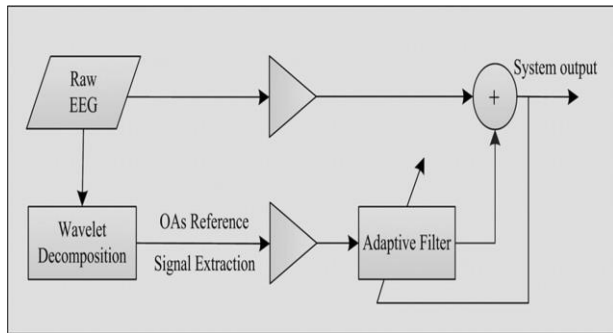 Raw
EEG
System output
+
Wavelet
Decomposition
OAs Reference
Signal Extraction
Adaptive Filter